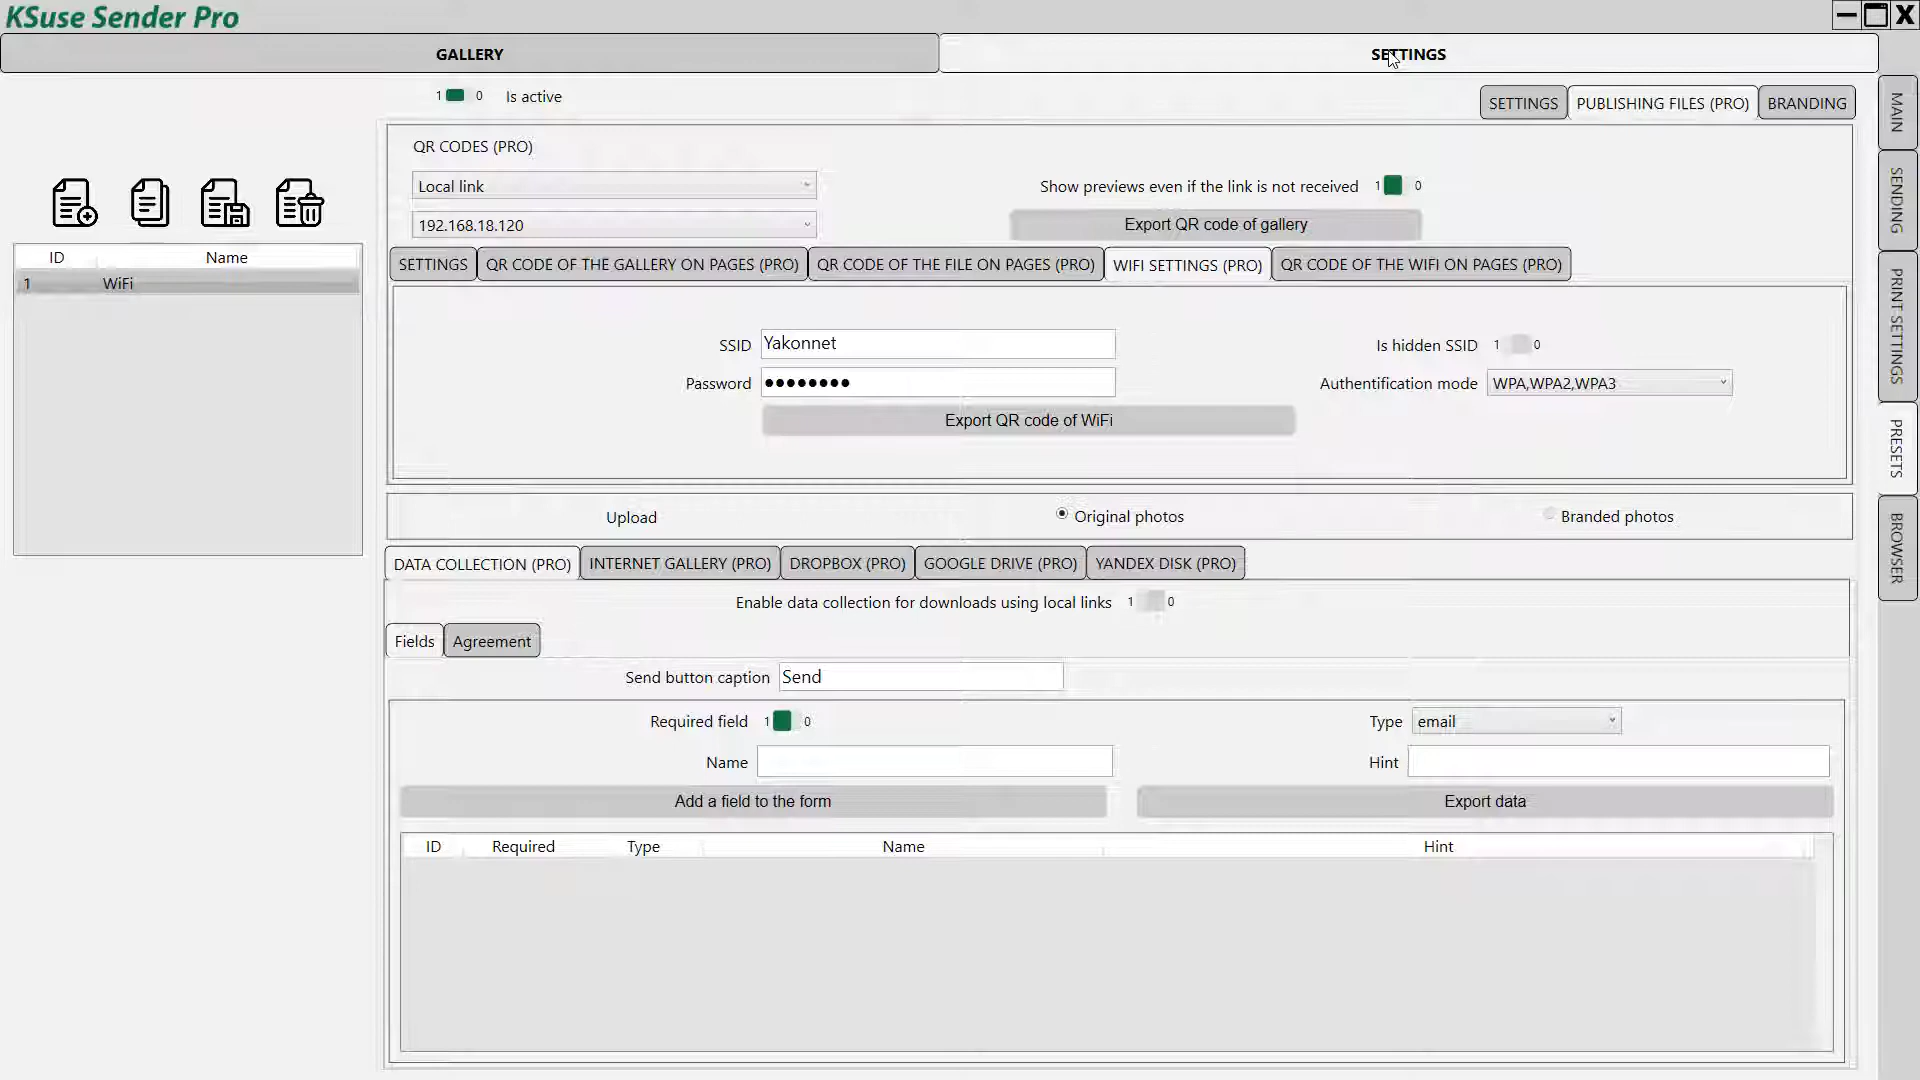 KSuse Sender Pro
GALLERY
SETTINGS
1 0 Is active
SETTINGS PUBLISHING FILES (PRO) BRANDING
MAIN
SENDING
PRINT SETTINGS
PRESETS
BROWSER
ID Name
1 WiFi
QR CODES (PRO)
Local link
Show previews even if the link is not received 1 0
192.168.18.120
Export QR code of gallery
SETTINGS QR CODE OF THE GALLERY ON PAGES (PRO) QR CODE OF THE FILE ON PAGES (PRO) WIFI SETTINGS (PRO) QR CODE OF THE WIFI ON PAGES (PRO)
SSID Yakonnet
Is hidden SSID 1 0
Password ●●●●●●●●
Authentification mode WPA,WPA2,WPA3
Export QR code of WiFi
Upload Original photos Branded photos
DATA COLLECTION (PRO) INTERNET GALLERY (PRO) DROPBOX (PRO) GOOGLE DRIVE (PRO) YANDEX DISK (PRO)
Enable data collection for downloads using local links 1 0
Fields Agreement
Send button caption Send
Required field 1 0
Type email
Name
Hint
Add a field to the form
Export data
ID Required Type Name Hint